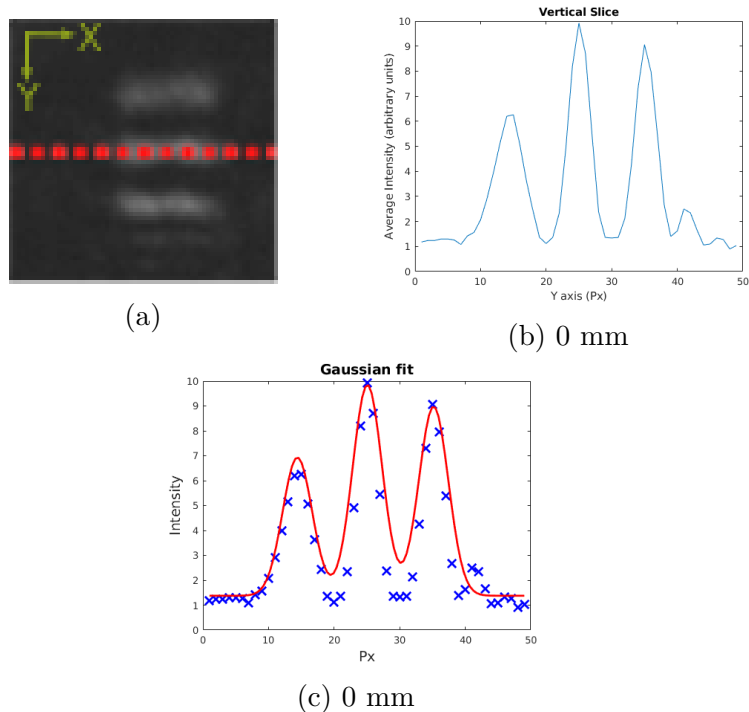 X
Y
(a)
Vertical Slice
Average Intensity (arbitrary units)
10
9
8
7
6
5
4
3
2
1
0
0 10 20 30 40 50
Y axis (Px)
(b) 0 mm
Gaussian fit
Intensity
10
9
8
7
6
5
4
3
2
1
0
0 10 20 30 40 50
Px
(c) 0 mm